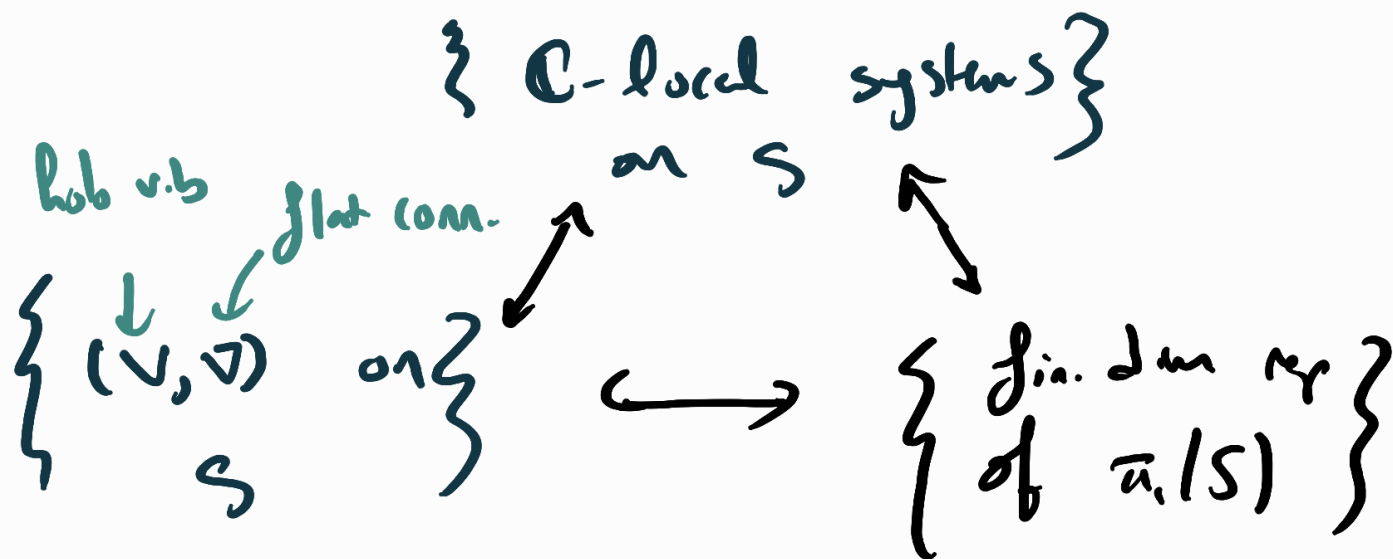 { ℂ-local systems }
on S
hol v.b
flat conn.
{ (V, ∇) on }
S
{ fin. dim rep }
of π₁(S)